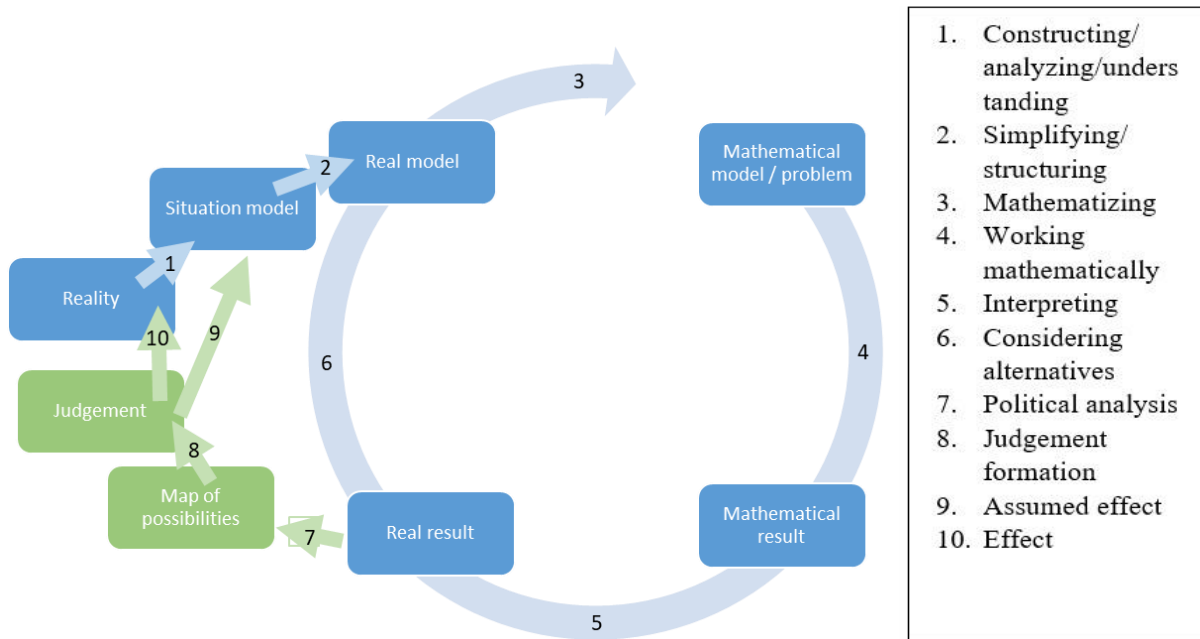 3
Real model
2
Mathematical
model / problem
Situation model
1
Reality
10
9
6
4
Judgement
8
Map of
possibilities
7
Real result
Mathematical
result
5
1. Constructing/
analyzing/unders
tanding
2. Simplifying/
structuring
3. Mathematizing
4. Working
mathematically
5. Interpreting
6. Considering
alternatives
7. Political analysis
8. Judgement
formation
9. Assumed effect
10. Effect